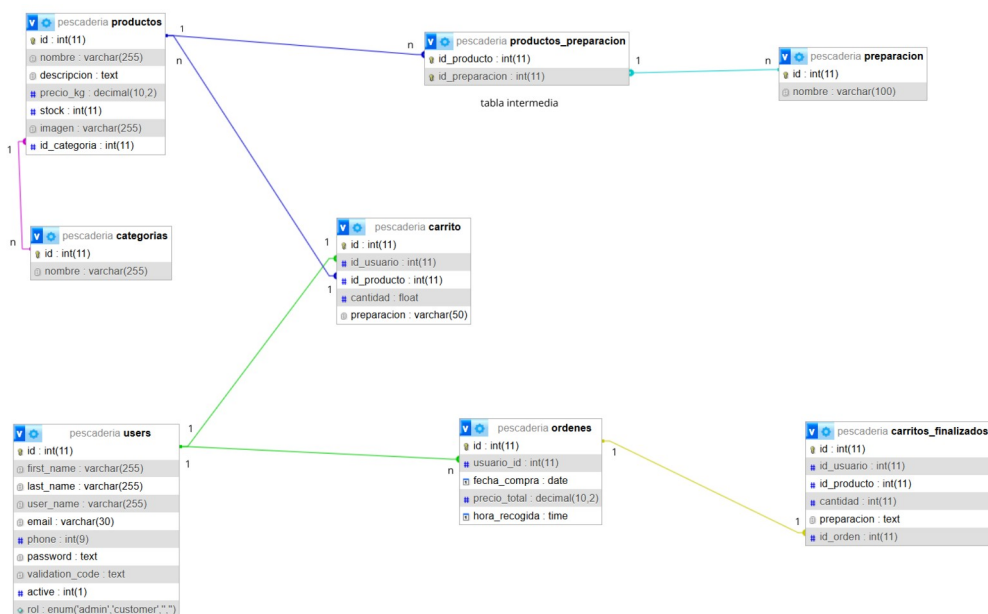 pescaderia productos
id : int(11)
nombre : varchar(255)
descripcion : text
precio_kg : decimal(10,2)
stock : int(11)
imagen : varchar(255)
id_categoria : int(11)
1
n
1
n
n
pescaderia productos_preparacion
id_producto : int(11)
id_preparacion : int(11)
tabla intermedia
1
n
pescaderia preparacion
id : int(11)
nombre : varchar(100)
pescaderia categorias
id : int(11)
nombre : varchar(255)
1
1
pescaderia carrito
id : int(11)
id_usuario : int(11)
id_producto : int(11)
cantidad : float
preparacion : varchar(50)
pescaderia users
id : int(11)
first_name : varchar(255)
last_name : varchar(255)
user_name : varchar(255)
email : varchar(30)
phone : int(9)
password : text
validation_code : text
active : int(1)
rol : enum('admin','customer','','')
1
1
n
pescaderia ordenes
id : int(11)
usuario_id : int(11)
fecha_compra : date
precio_total : decimal(10,2)
hora_recogida : time
1
1
pescaderia carritos_finalizados
id : int(11)
id_usuario : int(11)
id_producto : int(11)
cantidad : int(11)
preparacion : text
id_orden : int(11)